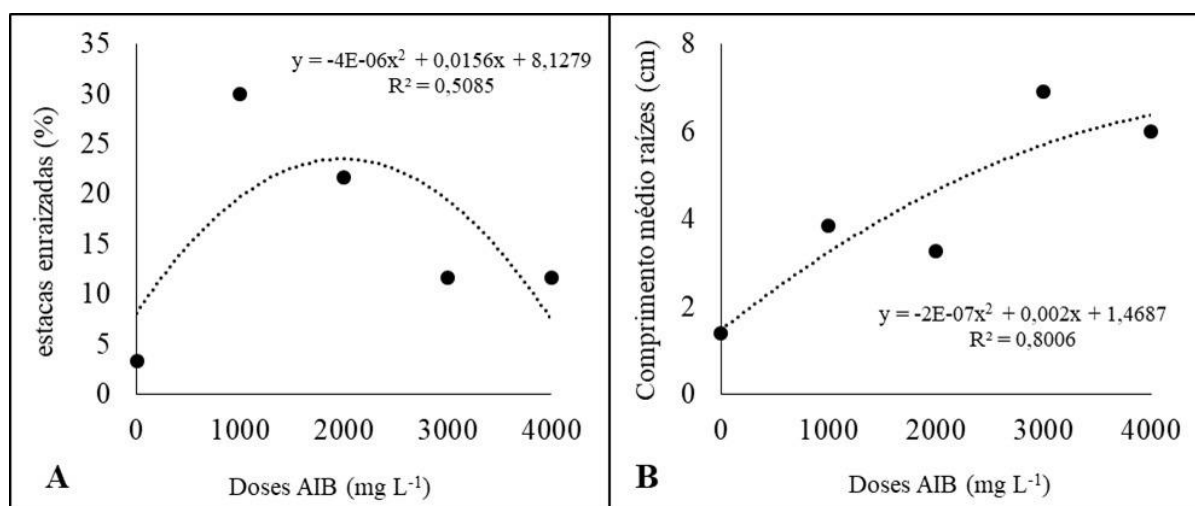 35
30
25
20
15
10
5
0
estacas enraizadas (%)
y = -4E-06x² + 0,0156x + 8,1279
R² = 0,5085
0 1000 2000 3000 4000
Doses AIB (mg L⁻¹)
A
8
6
4
2
0
Comprimento médio raízes (cm)
y = -2E-07x² + 0,002x + 1,4687
R² = 0,8006
0 1000 2000 3000 4000
Doses AIB (mg L⁻¹)
B